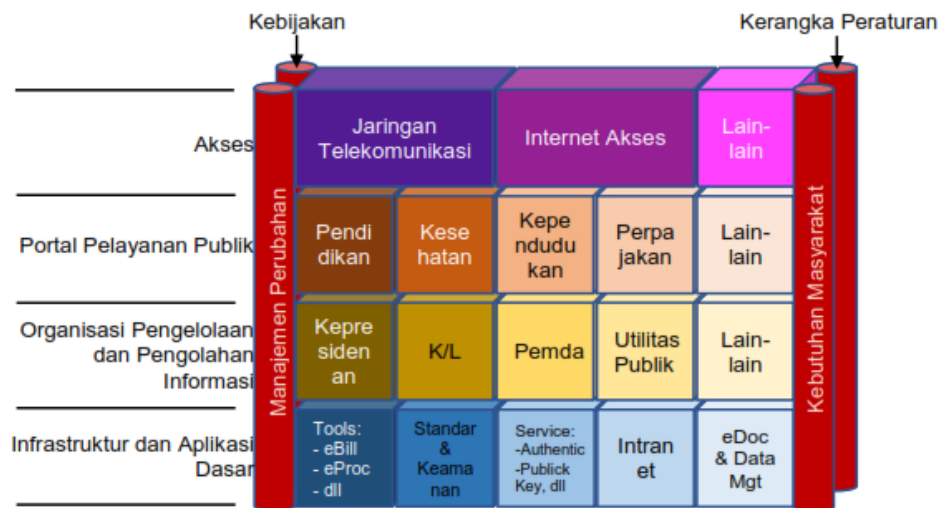 Kebijakan
Kerangka Peraturan
Akses
Jaringan
Telekomunikasi
Internet Akses
Lain-
lain
Portal Pelayanan Publik
Pendi
dikan
Kese
hatan
Kepe
ndudu
kan
Perpa
jakan
Lain-
lain
Organisasi Pengelolaan
dan Pengolahan
Informasi
Kepre
siden
an
K/L
Pemda
Utilitas
Publik
Lain-
lain
Infrastruktur dan Aplikasi
Dasar
Tools:
- eBill
- eProc
- dll
Standar
&
Keama
nan
Service:
-Authentic
-Publick
Key, dll
Intran
et
eDoc
& Data
Mgt
Manajemen Perubahan
Kebutuhan Masyarakat